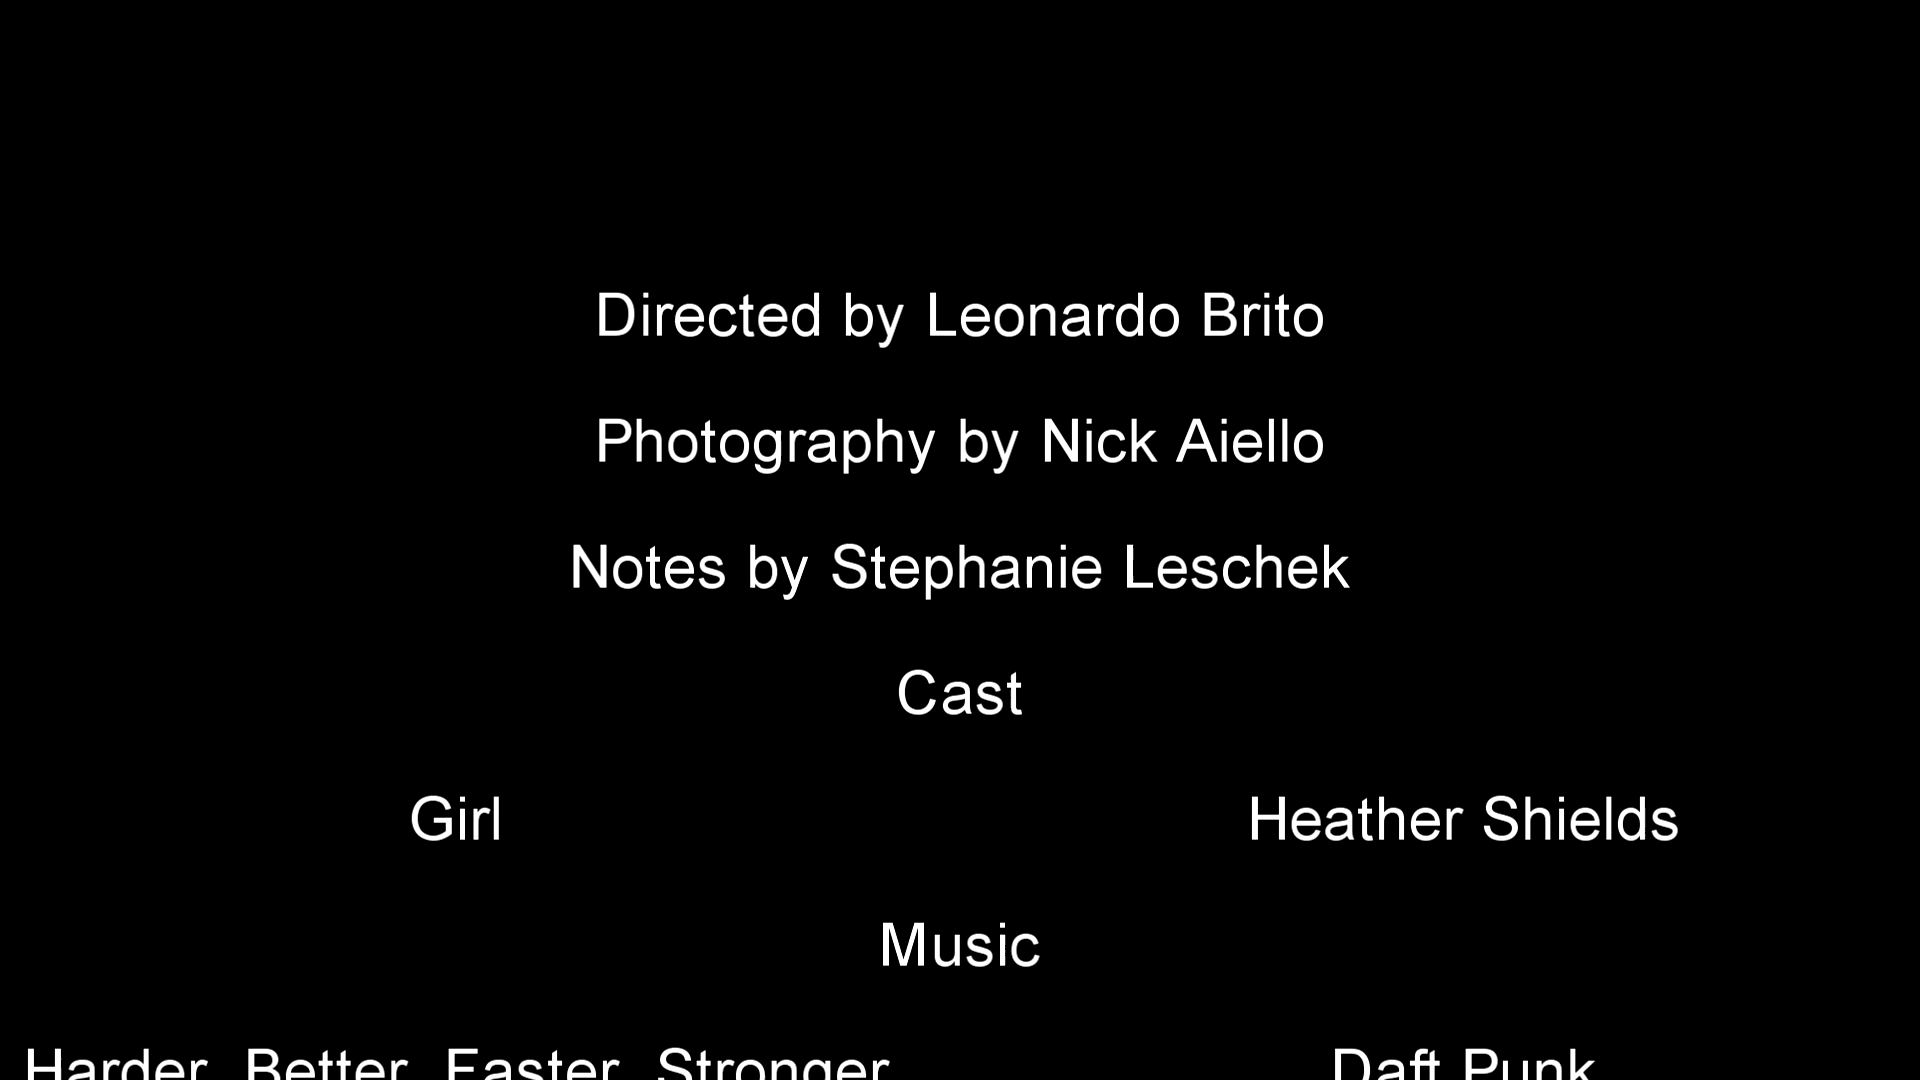 Directed by Leonardo Brito
Photography by Nick Aiello
Notes by Stephanie Leschek
Cast
Girl Heather Shields
Music
Harder, Better, Faster, Stronger Daft Punk